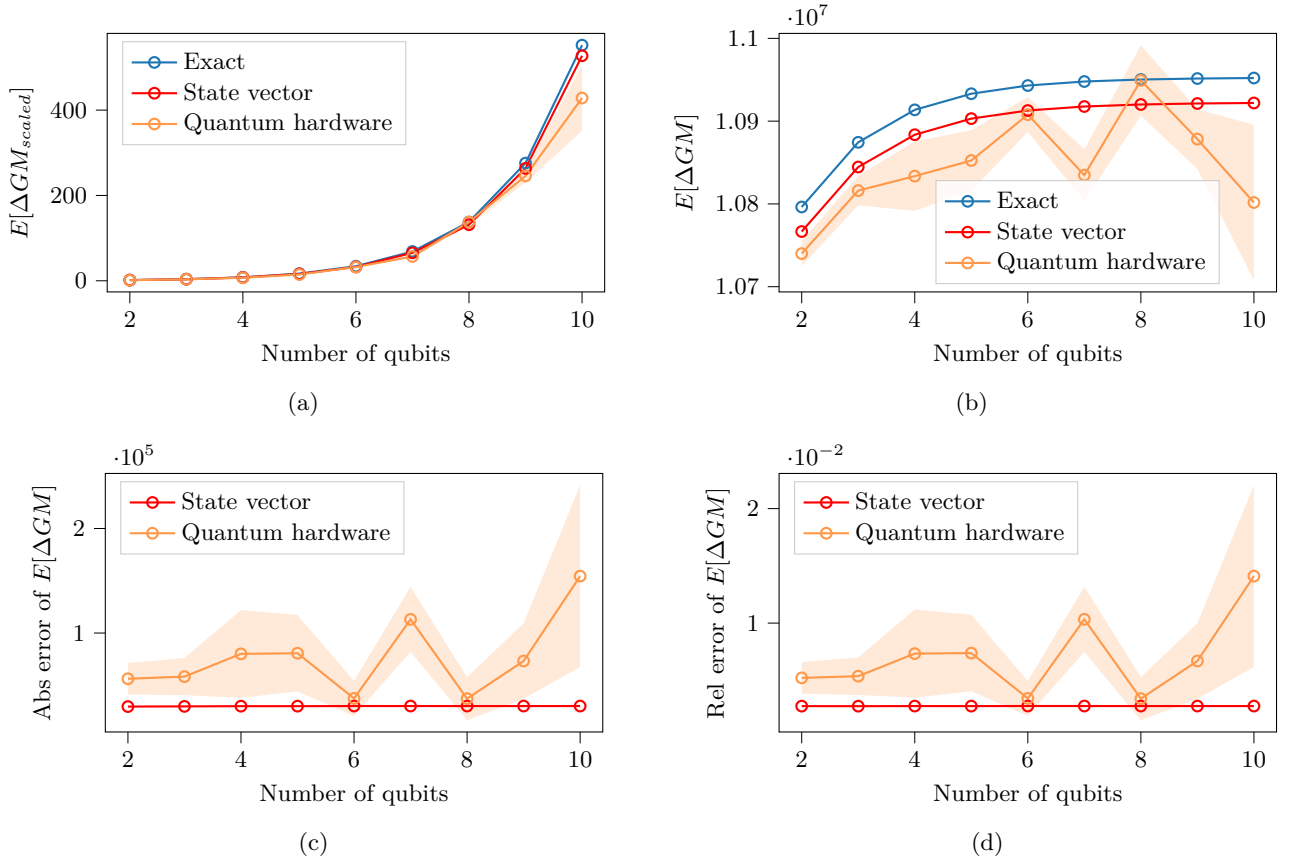 E[ΔGM_{scaled}]
400
200
0
Exact
State vector
Quantum hardware
2 4 6 8 10
Number of qubits
(a)
·10^7
E[ΔGM]
1.1
1.09
1.08
1.07
Exact
State vector
Quantum hardware
2 4 6 8 10
Number of qubits
(b)
·10^5
Abs error of E[ΔGM]
2
1
State vector
Quantum hardware
2 4 6 8 10
Number of qubits
(c)
·10^{-2}
Rel error of E[ΔGM]
2
1
State vector
Quantum hardware
2 4 6 8 10
Number of qubits
(d)